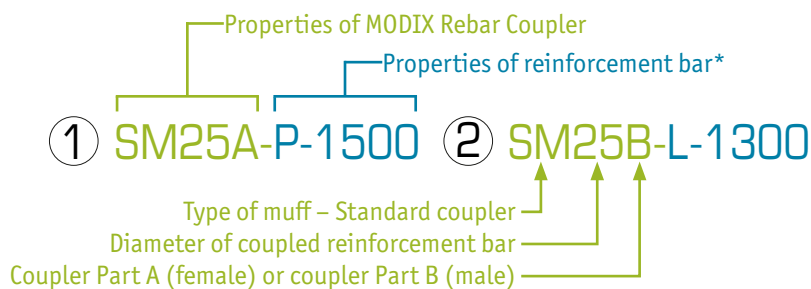 Properties of MODIX Rebar Coupler
Properties of reinforcement bar*
1 SM25A-P-1500 2 SM25B-L-1300
Type of muff – Standard coupler
Diameter of coupled reinforcement bar
Coupler Part A (female) or coupler Part B (male)